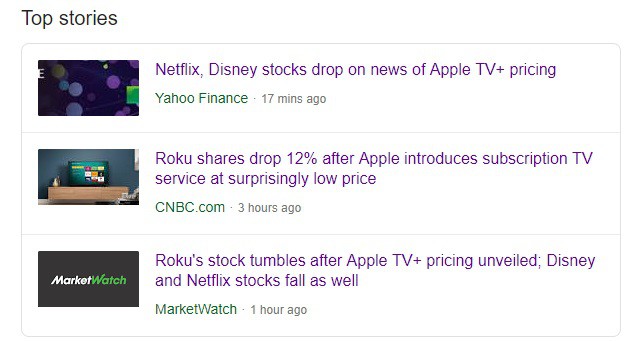 Top stories
Netflix, Disney stocks drop on news of Apple TV+ pricing
Yahoo Finance · 17 mins ago
Roku shares drop 12% after Apple introduces subscription TV
service at surprisingly low price
CNBC.com · 3 hours ago
MarketWatch
Roku's stock tumbles after Apple TV+ pricing unveiled; Disney
and Netflix stocks fall as well
MarketWatch · 1 hour ago